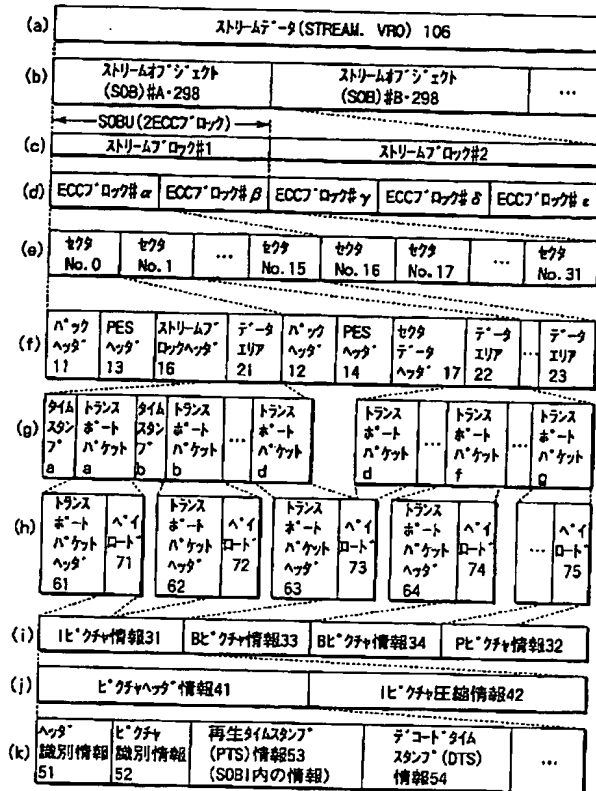 (a) ストリームデータ(STREAM. VRO) 106
(b) ストリームオブジェクト ストリームオブジェクト
(SOB)#A・298 (SOB)#B・298 …
SOBU(2ECCブロック)
(c) ストリームブロック#1 ストリームブロック#2
(d) ECCブロック#α ECCブロック#β ECCブロック#γ ECCブロック#δ ECCブロック#ε
(e) セクタ セクタ … セクタ セクタ セクタ … セクタ
No.0 No.1 No.15 No.16 No.17 No.31
(f) パック PES ストリームブ データ パック PES セクタ データ … データ
ヘッダ ヘッダ ロックヘッダ エリア ヘッダ ヘッダ データ エリア エリア
11 13 16 21 12 14 ヘッダ 17 22 23
(g) タイム トランス タイム トランス … トランス トランス … トランス … トランス
スタン ポート スタン ポート ポート ポート ポート ポート
プ パケット プ パケット パケット パケット パケット パケット
a a b b d d f g
(h) トランス トランス トランス トランス
ポート ペイ ポート ペイ ポート ペイ ポート ペイ … ペイ
パケット ロード パケット ロード パケット ロード パケット ロード ロード
ヘッダ 71 ヘッダ 72 ヘッダ 73 ヘッダ 74 75
61 62 63 64
(i) Iピクチャ情報31 Bピクチャ情報33 Bピクチャ情報34 Pピクチャ情報32
(j) ピクチャヘッダ情報41 Iピクチャ圧縮情報42
(k) ヘッダ ピクチャ 再生タイムスタンプ デコードタイム …
識別情報 識別情報 (PTS)情報53 スタンプ(DTS)
51 52 (SOBI内の情報) 情報54